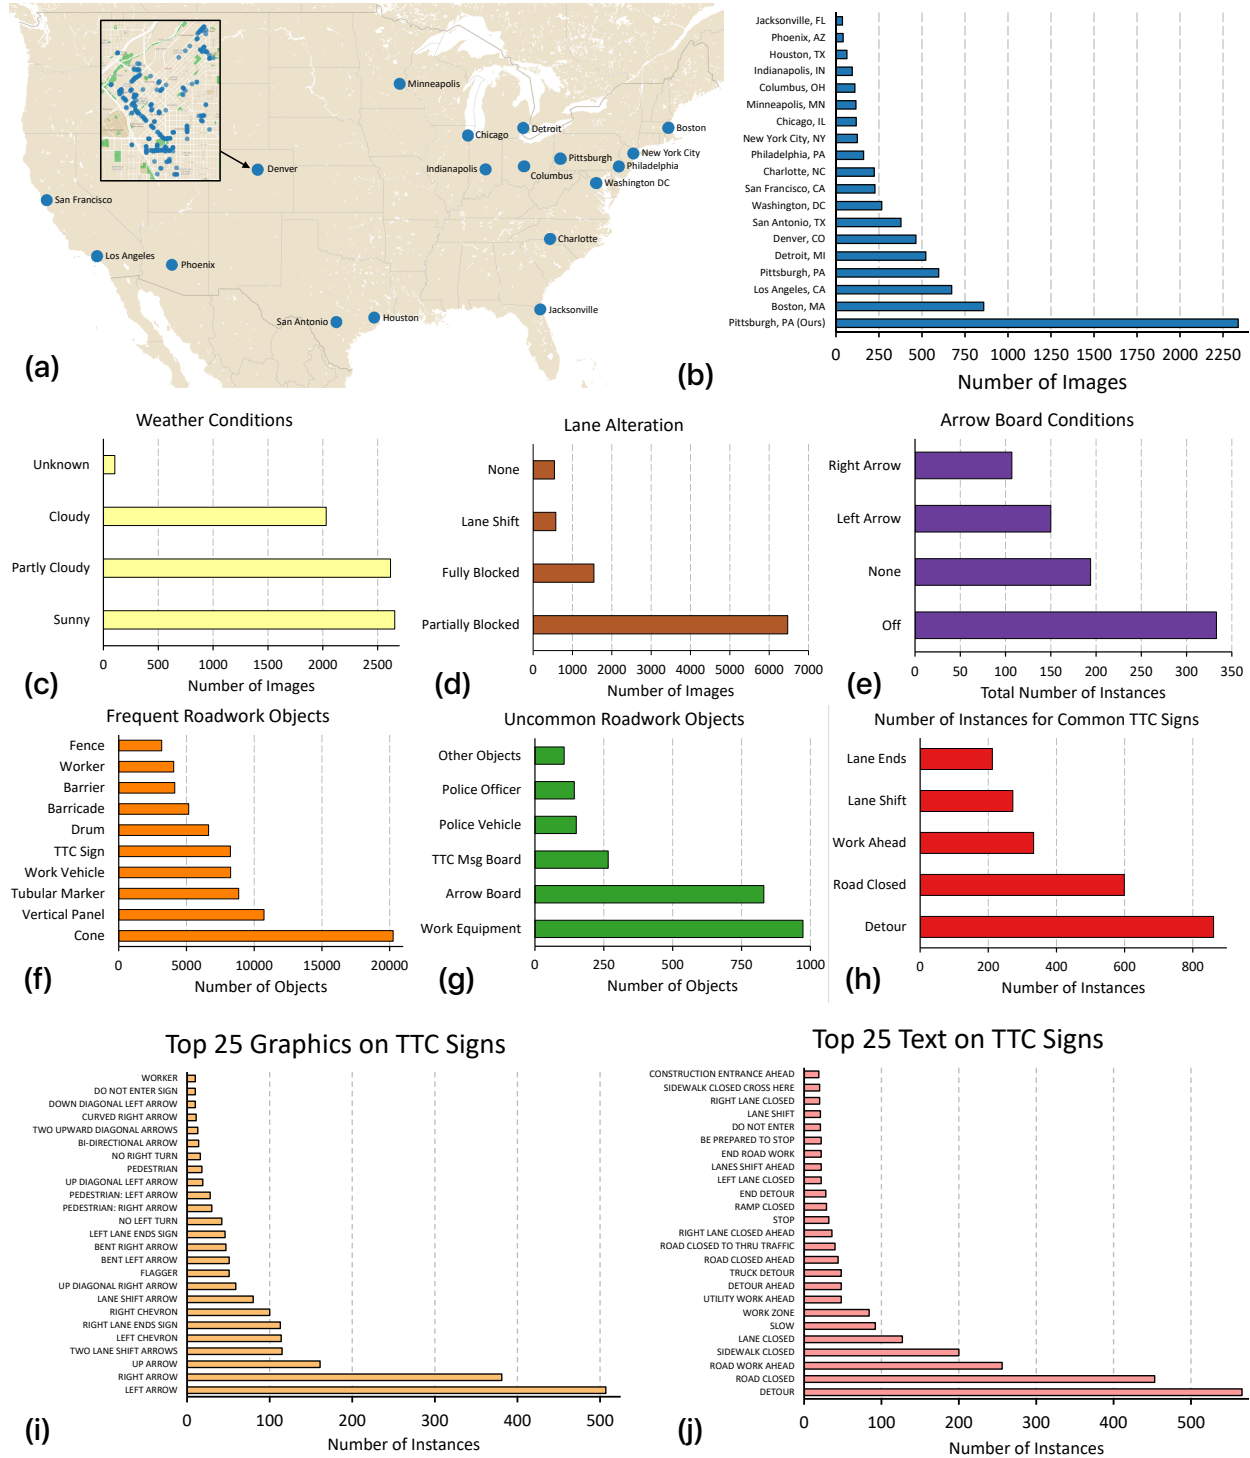 Minneapolis
Chicago
Detroit
Boston
Indianapolis
Columbus
Pittsburgh
New York City
Philadelphia
Washington DC
Denver
San Francisco
Los Angeles
Phoenix
Charlotte
San Antonio
Houston
Jacksonville
(a)
Jacksonville, FL
Phoenix, AZ
Houston, TX
Indianapolis, IN
Columbus, OH
Minneapolis, MN
Chicago, IL
New York City, NY
Philadelphia, PA
Charlotte, NC
San Francisco, CA
Washington, DC
San Antonio, TX
Denver, CO
Detroit, MI
Pittsburgh, PA
Los Angeles, CA
Boston, MA
Pittsburgh, PA (Ours)
0 250 500 750 1000 1250 1500 1750 2000 2250
Number of Images
(b)
Weather Conditions
Unknown
Cloudy
Partly Cloudy
Sunny
0 500 1000 1500 2000 2500
Number of Images
(c)
Lane Alteration
None
Lane Shift
Fully Blocked
Partially Blocked
0 1000 2000 3000 4000 5000 6000 7000
Number of Images
(d)
Arrow Board Conditions
Right Arrow
Left Arrow
None
Off
0 50 100 150 200 250 300 350
Total Number of Instances
(e)
Frequent Roadwork Objects
Fence
Worker
Barrier
Barricade
Drum
TTC Sign
Work Vehicle
Tubular Marker
Vertical Panel
Cone
0 5000 10000 15000 20000
Number of Objects
(f)
Uncommon Roadwork Objects
Other Objects
Police Officer
Police Vehicle
TTC Msg Board
Arrow Board
Work Equipment
0 250 500 750 1000
Number of Objects
(g)
Number of Instances for Common TTC Signs
Lane Ends
Lane Shift
Work Ahead
Road Closed
Detour
0 200 400 600 800
Number of Instances
(h)
Top 25 Graphics on TTC Signs
WORKER
DO NOT ENTER SIGN
DOWN DIAGONAL LEFT ARROW
CURVED RIGHT ARROW
TWO UPWARD DIAGONAL ARROWS
BI-DIRECTIONAL ARROW
NO RIGHT TURN
PEDESTRIAN
UP DIAGONAL LEFT ARROW
PEDESTRIAN: LEFT ARROW
PEDESTRIAN: RIGHT ARROW
NO LEFT TURN
LEFT LANE ENDS SIGN
BENT RIGHT ARROW
BENT LEFT ARROW
FLAGGER
UP DIAGONAL RIGHT ARROW
LANE SHIFT ARROW
RIGHT CHEVRON
RIGHT LANE ENDS SIGN
LEFT CHEVRON
TWO LANE SHIFT ARROWS
UP ARROW
RIGHT ARROW
LEFT ARROW
0 100 200 300 400 500
Number of Instances
(i)
Top 25 Text on TTC Signs
CONSTRUCTION ENTRANCE AHEAD
SIDEWALK CLOSED CROSS HERE
RIGHT LANE CLOSED
LANE SHIFT
DO NOT ENTER
BE PREPARED TO STOP
END ROAD WORK
LANES SHIFT AHEAD
LEFT LANE CLOSED
END DETOUR
RAMP CLOSED
STOP
RIGHT LANE CLOSED AHEAD
ROAD CLOSED TO THRU TRAFFIC
ROAD CLOSED AHEAD
TRUCK DETOUR
DETOUR AHEAD
UTILITY WORK AHEAD
WORK ZONE
SLOW
LANE CLOSED
SIDEWALK CLOSED
ROAD WORK AHEAD
ROAD CLOSED
DETOUR
0 100 200 300 400 500
Number of Instances
(j)